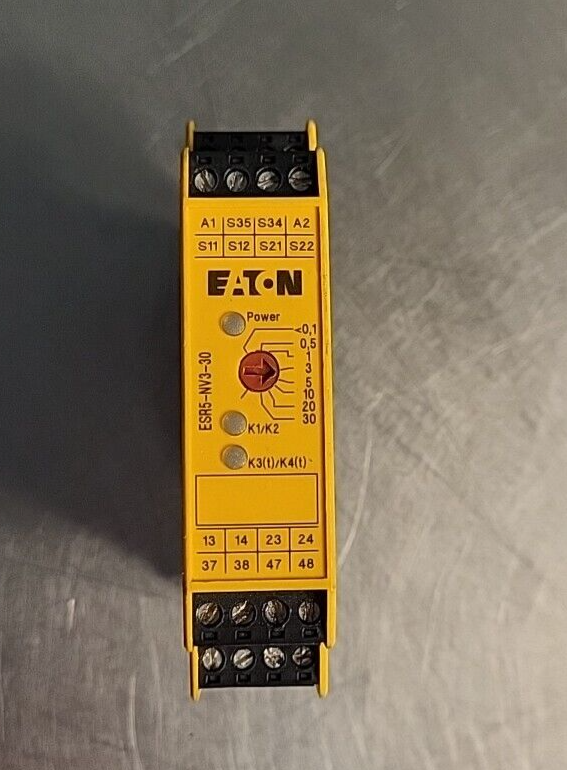 A1 S35 S34 A2
S11 S12 S21 S22
EATON
Power
<0,1
0,5
1
3
5
10
20
30
ESR5-NV3-30
K1/K2
K3(t)/K4(t)
13 14 23 24
37 38 47 48